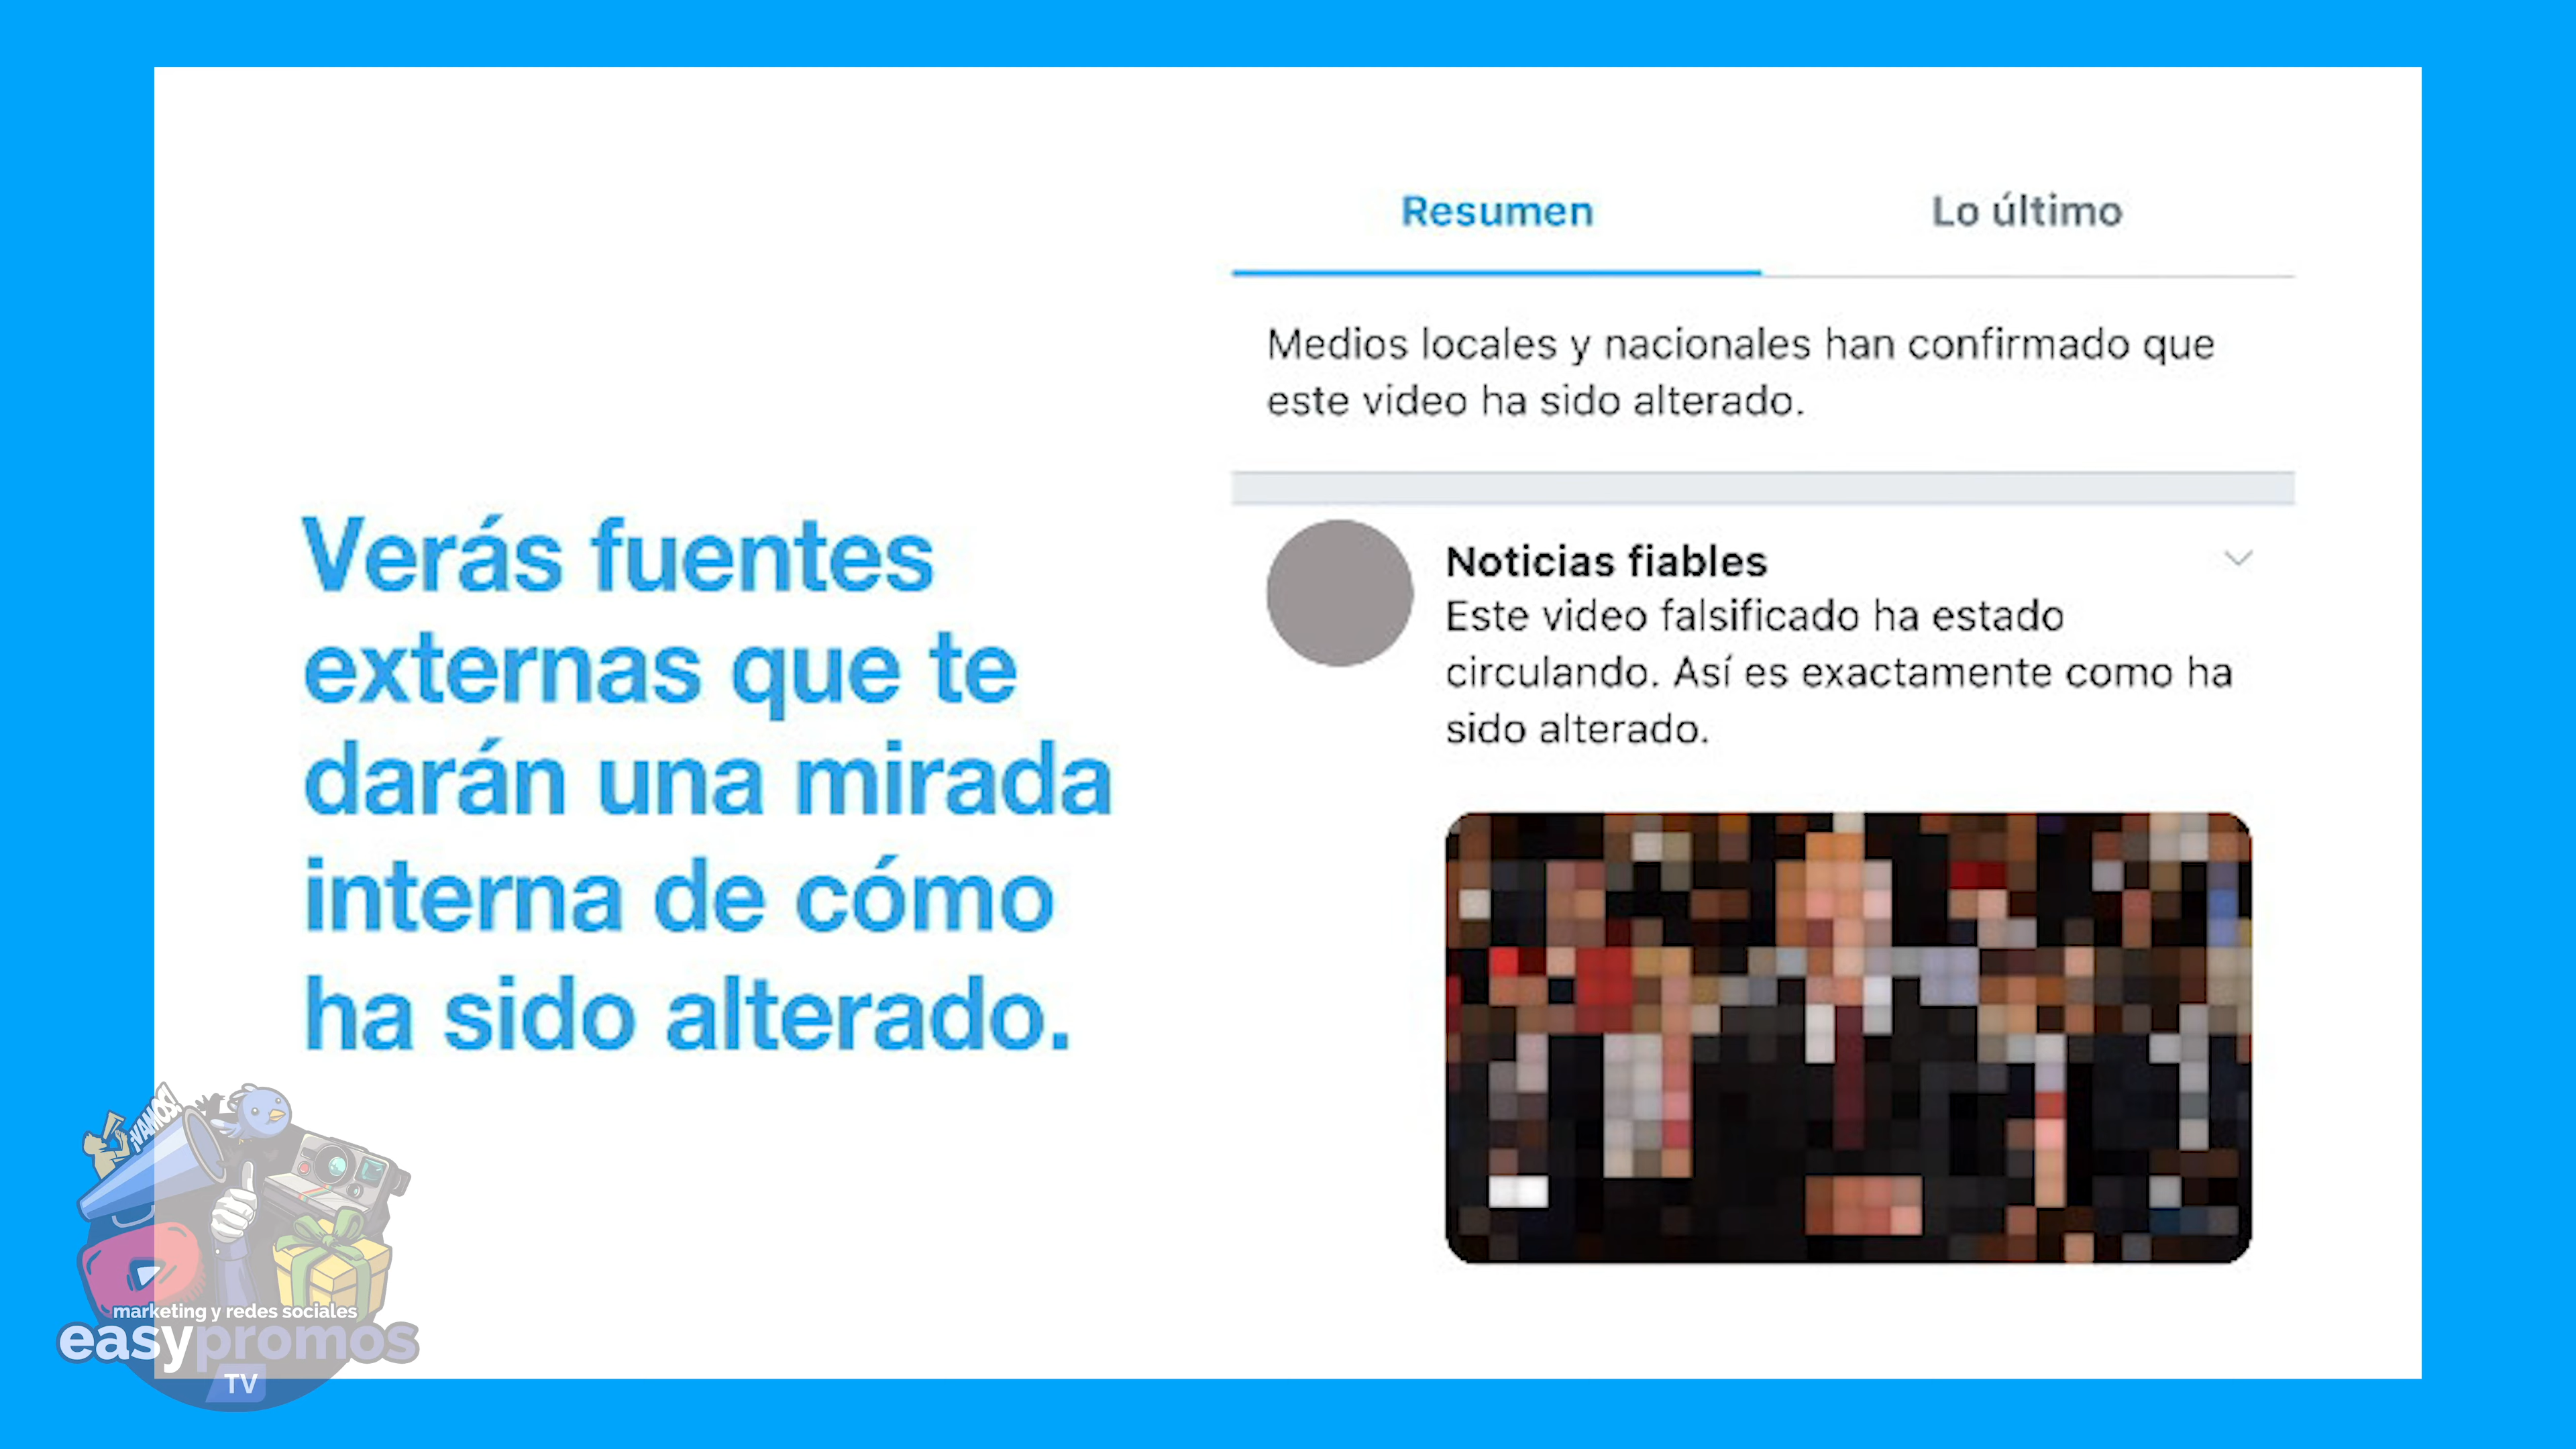 Resumen
Lo último
Medios locales y nacionales han confirmado que
este video ha sido alterado.
Verás fuentes
externas que te
darán una mirada
interna de cómo
ha sido alterado.
Noticias fiables
Este video falsificado ha estado
circulando. Así es exactamente como ha
sido alterado.
¡VAMOS!
marketing y redes sociales
easypromos
TV